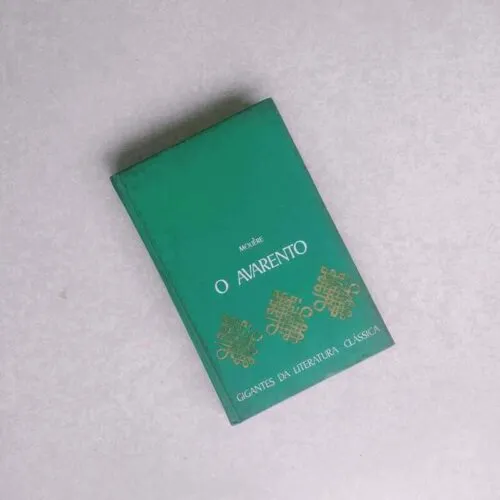 MOLIÈRE
O AVARENTO
GIGANTES DA LITERATURA CLÁSSICA